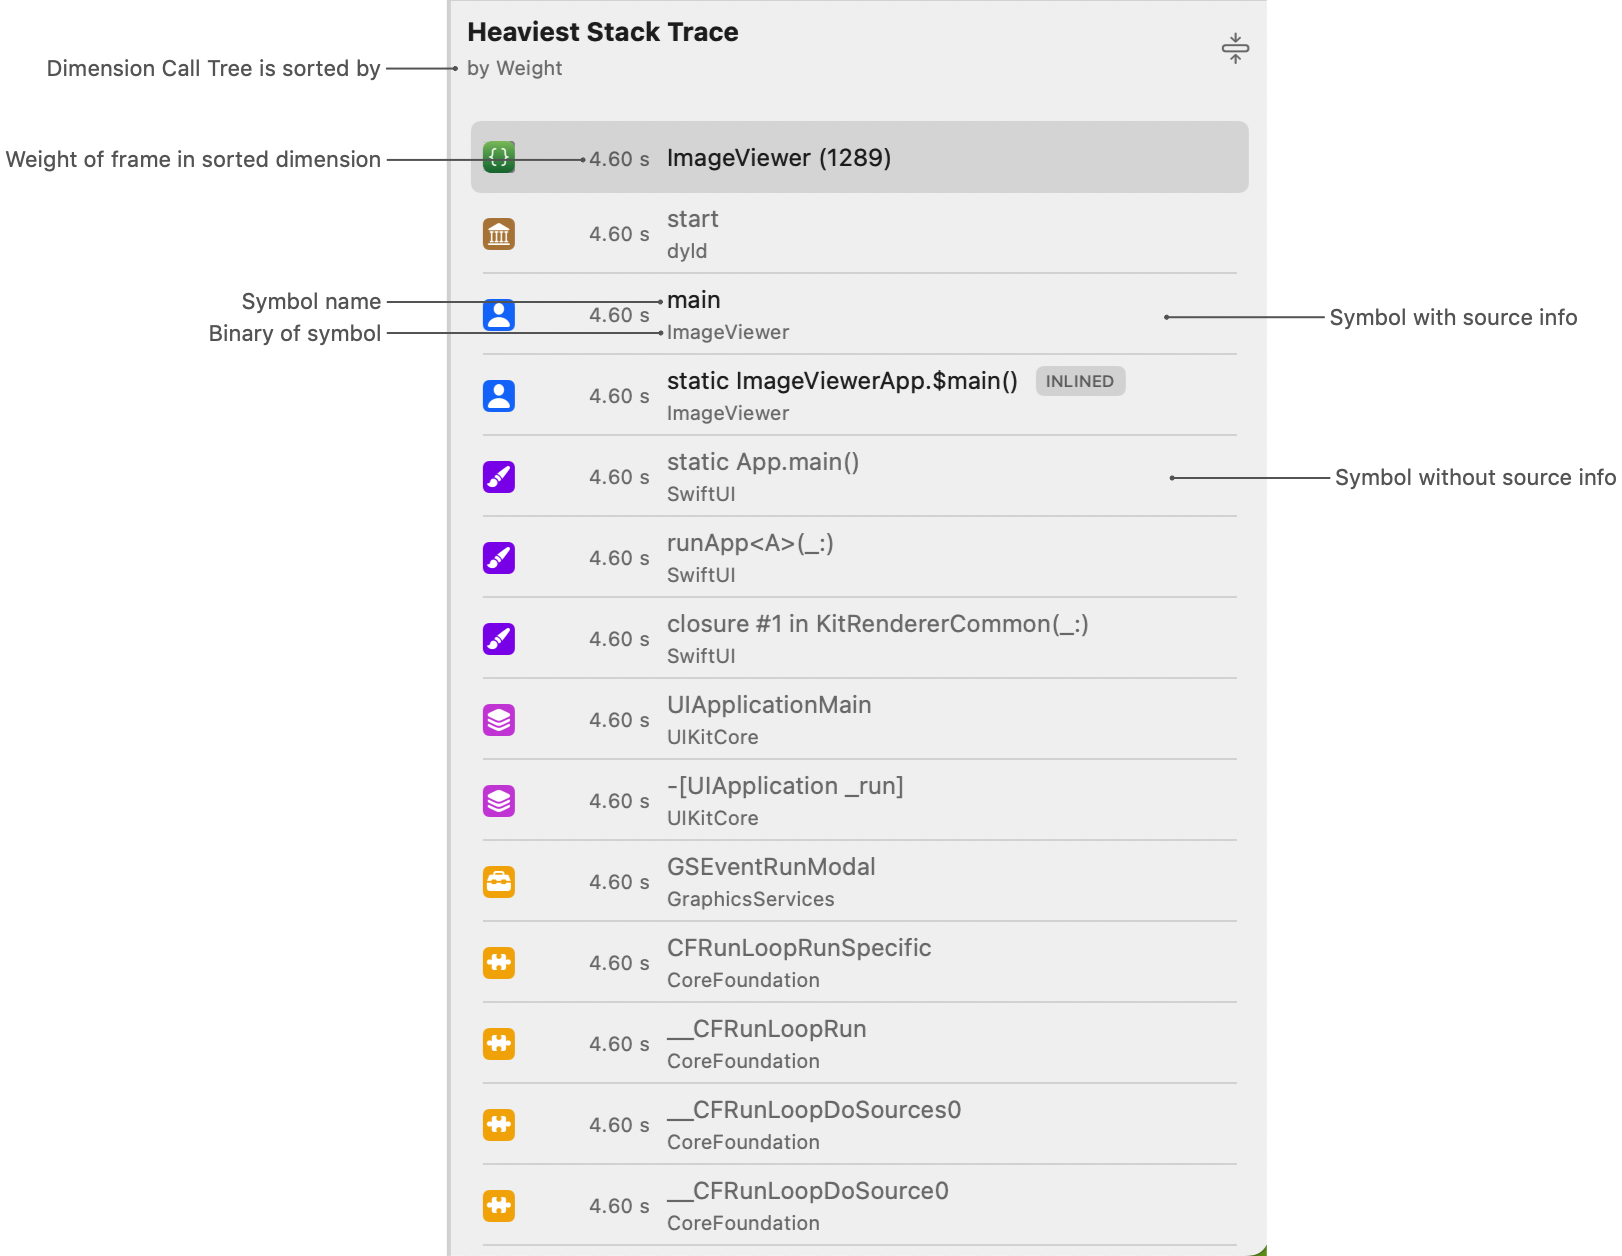 Heaviest Stack Trace
Dimension Call Tree is sorted by
by Weight
Weight of frame in sorted dimension
4.60 s ImageViewer (1289)
4.60 s start
dyld
Symbol name
Binary of symbol
4.60 s main
ImageViewer
Symbol with source info
4.60 s static ImageViewerApp.$main() INLINED
ImageViewer
4.60 s static App.main()
SwiftUI
Symbol without source info
4.60 s runApp<A>(_:)
SwiftUI
4.60 s closure #1 in KitRendererCommon(_:)
SwiftUI
4.60 s UIApplicationMain
UIKitCore
4.60 s -[UIApplication _run]
UIKitCore
4.60 s GSEventRunModal
GraphicsServices
4.60 s CFRunLoopRunSpecific
CoreFoundation
4.60 s __CFRunLoopRun
CoreFoundation
4.60 s __CFRunLoopDoSources0
CoreFoundation
4.60 s __CFRunLoopDoSource0
CoreFoundation